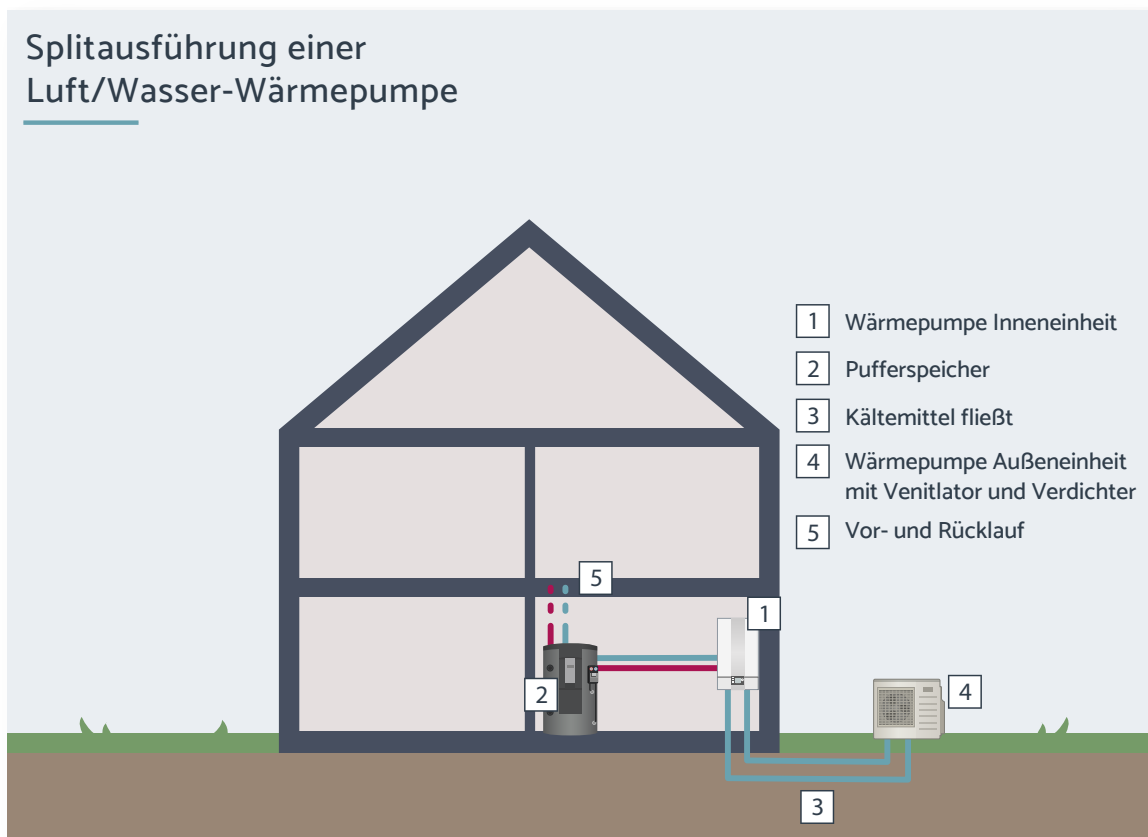 Splitausführung einer
Luft/Wasser-Wärmepumpe
1 Wärmepumpe Inneneinheit
2 Pufferspeicher
3 Kältemittel fließt
4 Wärmepumpe Außeneinheit
mit Venitlator und Verdichter
5 Vor- und Rücklauf
5
1
2
4
3